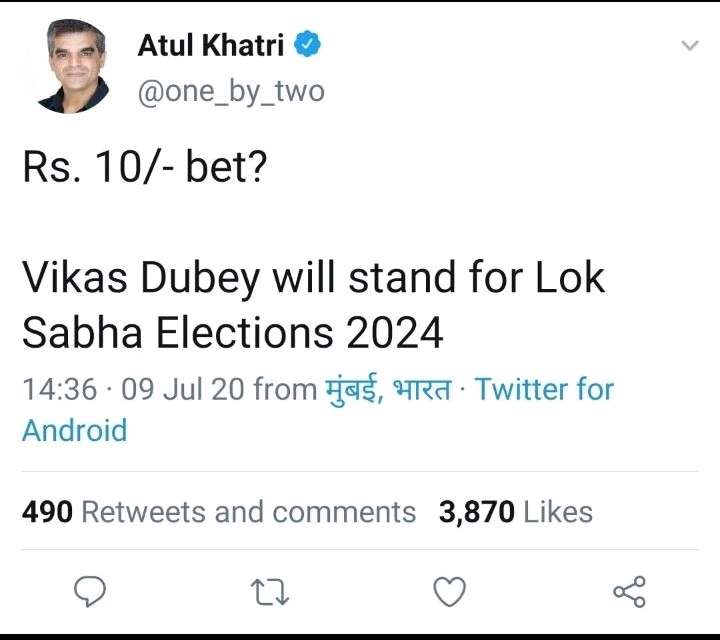 Atul Khatri
@one_by_two
Rs. 10/- bet?
Vikas Dubey will stand for Lok
Sabha Elections 2024
14:36 · 09 Jul 20 from मुंबई, भारत · Twitter for
Android
490 Retweets and comments 3,870 Likes